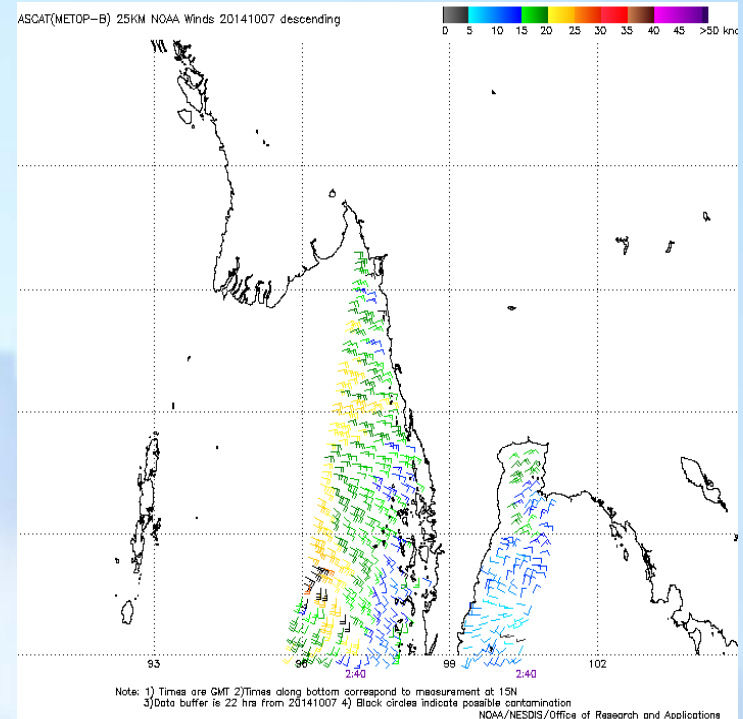 ASCAT(METOP-B) 25KM NOAA Winds 20141007 descending
0 5 10 15 20 25 30 35 40 45 >50 kno
93 96 99 102
2:40 2:40
Note: 1) Times are GMT 2)Times along bottom correspond to measurement at 15N
3)Data buffer is 22 hrs from 20141007 4) Black circles indicate possible contamination
NOAA/NESDIS/Office of Research and Applications